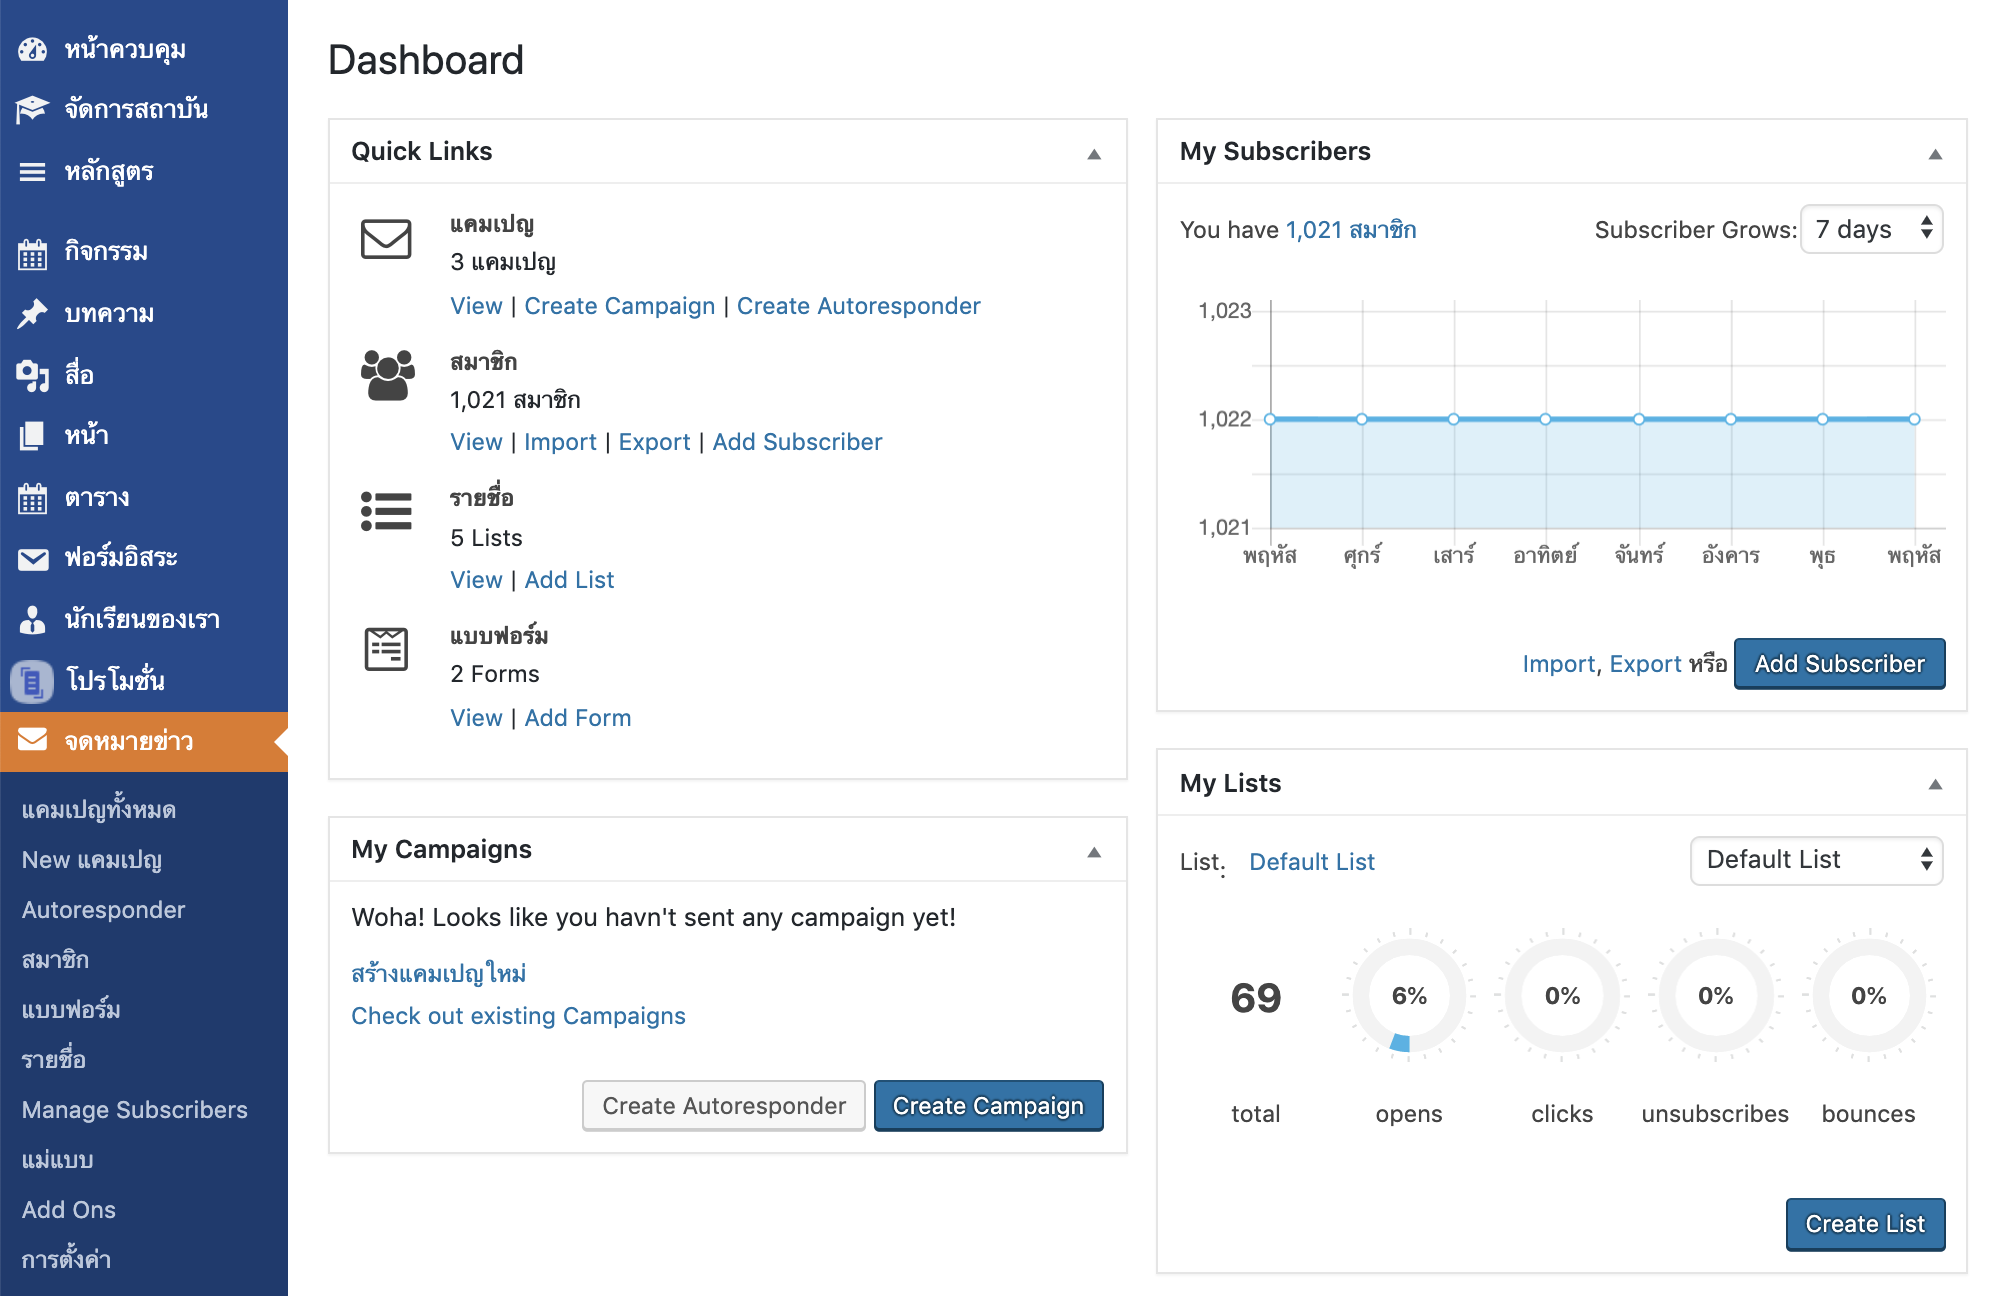 หน้าควบคุม
จัดการสถาบัน
หลักสูตร
กิจกรรม
บทความ
สื่อ
หน้า
ตาราง
ฟอร์มอิสระ
นักเรียนของเรา
โปรโมชั่น
จดหมายข่าว
แคมเปญทั้งหมด
New แคมเปญ
Autoresponder
สมาชิก
แบบฟอร์ม
รายชื่อ
Manage Subscribers
แม่แบบ
Add Ons
การตั้งค่า
Dashboard
Quick Links
แคมเปญ
3 แคมเปญ
View | Create Campaign | Create Autoresponder
สมาชิก
1,021 สมาชิก
View | Import | Export | Add Subscriber
รายชื่อ
5 Lists
View | Add List
แบบฟอร์ม
2 Forms
View | Add Form
My Campaigns
Woha! Looks like you havn't sent any campaign yet!
สร้างแคมเปญใหม่
Check out existing Campaigns
Create Autoresponder Create Campaign
My Subscribers
You have 1,021 สมาชิก Subscriber Grows: 7 days
1,023
1,022
1,021
พฤหัส ศุกร์ เสาร์ อาทิตย์ จันทร์ อังคาร พุธ พฤหัส
Import, Export หรือ Add Subscriber
My Lists
List: Default List Default List
69 6% 0% 0% 0%
total opens clicks unsubscribes bounces
Create List